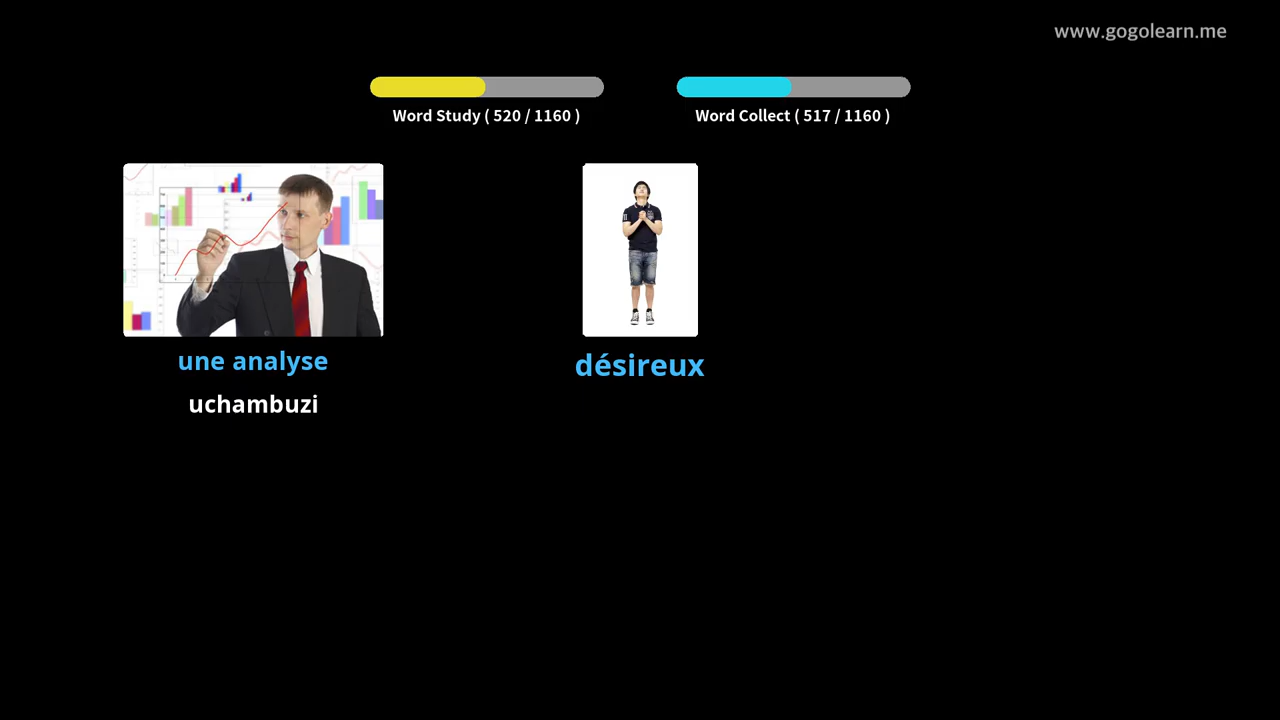 www.gogolearn.me
Word Study ( 520 / 1160 )
Word Collect ( 517 / 1160 )
une analyse
uchambuzi
désireux